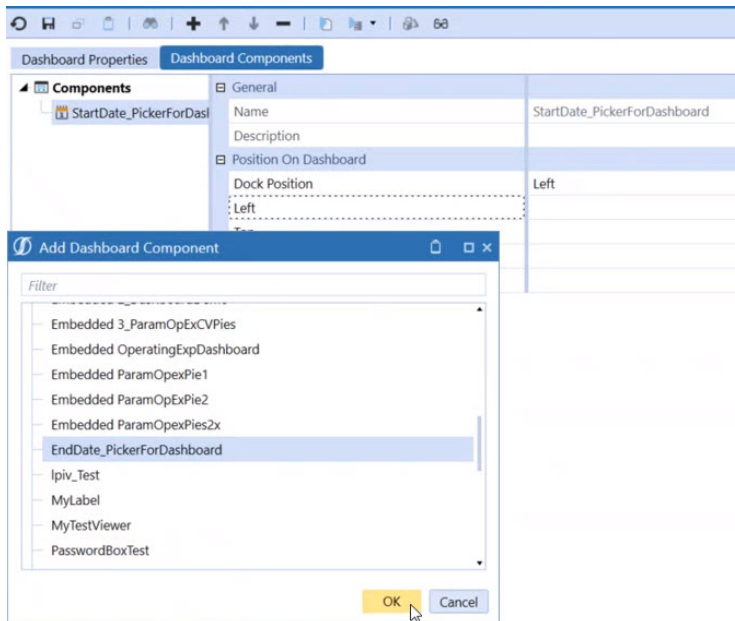 Dashboard Properties Dashboard Components
Components
StartDate_PickerForDasl
General
Name StartDate_PickerForDashboard
Description
Position On Dashboard
Dock Position Left
Left
Add Dashboard Component
Filter
Embedded 3_ParamOpExCVPies
Embedded OperatingExpDashboard
Embedded ParamOpexPie1
Embedded ParamOpExPie2
Embedded ParamOpexPies2x
EndDate_PickerForDashboard
lpiv_Test
MyLabel
MyTestViewer
PasswordBoxTest
OK Cancel